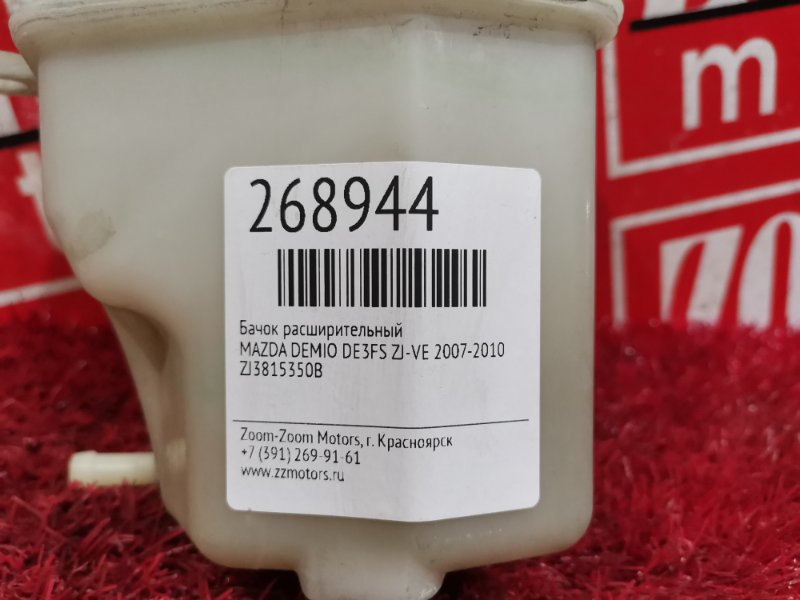 268944
Бачок расширительный
MAZDA DEMIO DE3FS ZJ-VE 2007-2010
ZJ3815350B
Zoom-Zoom Motors, г. Красноярск
+7 (391) 269-91-61
www.zzmotors.ru
m